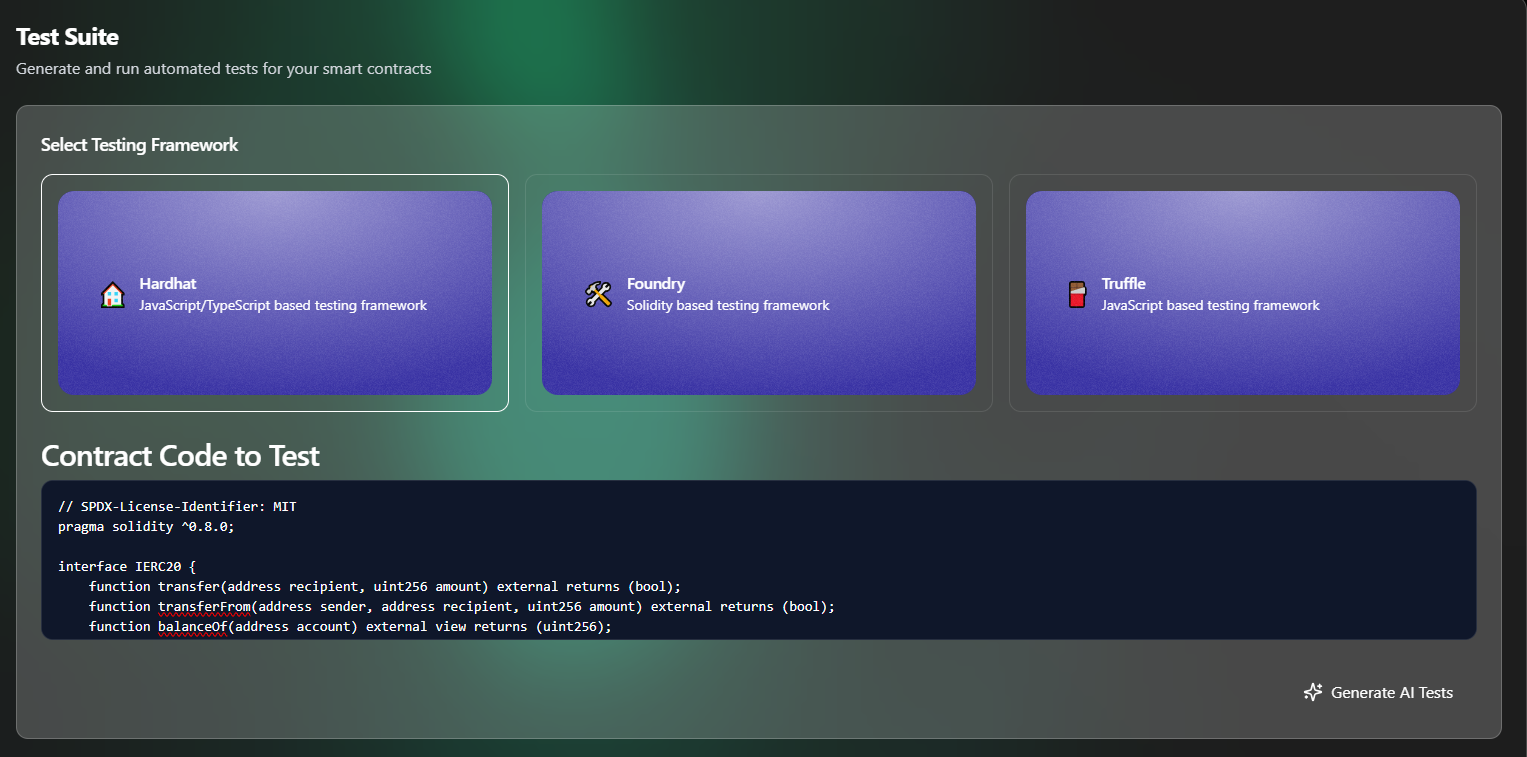 Test Suite
Generate and run automated tests for your smart contracts
Select Testing Framework
Hardhat
JavaScript/TypeScript based testing framework
Foundry
Solidity based testing framework
Truffle
JavaScript based testing framework
Contract Code to Test
// SPDX-License-Identifier: MIT
pragma solidity ^0.8.0;
interface IERC20 {
    function transfer(address recipient, uint256 amount) external returns (bool);
    function transferFrom(address sender, address recipient, uint256 amount) external returns (bool);
    function balanceOf(address account) external view returns (uint256);
Generate AI Tests